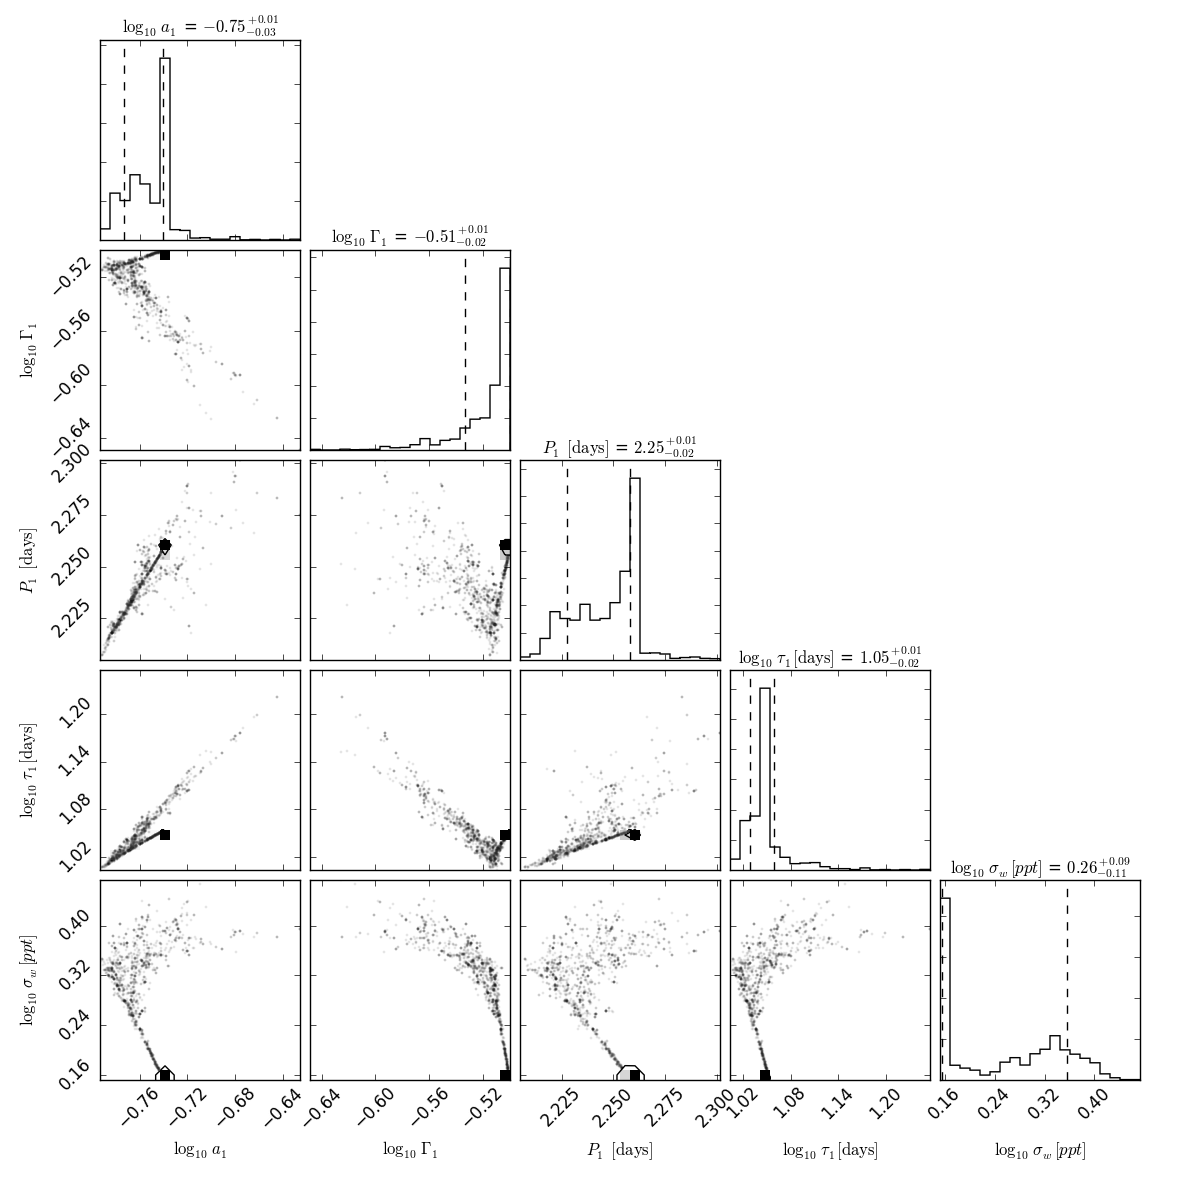 log₁₀ a₁ = −0.75 +0.01 −0.03
log₁₀ Γ₁ = −0.51 +0.01 −0.02
−0.52
−0.56
−0.60
−0.64
log₁₀ Γ₁
P₁ [days] = 2.25 +0.01 −0.02
2.300
2.275
2.250
2.225
P₁ [days]
log₁₀ τ₁[days] = 1.05 +0.01 −0.02
1.20
1.14
1.08
1.02
log₁₀ τ₁[days]
log₁₀ σ_w [ppt] = 0.26 +0.09 −0.11
0.40
0.32
0.24
0.16
log₁₀ σ_w [ppt]
−0.76 −0.72 −0.68 −0.64
−0.64 −0.60 −0.56 −0.52
2.225 2.250 2.275 2.300
1.02 1.08 1.14 1.20
0.16 0.24 0.32 0.40
log₁₀ a₁
log₁₀ Γ₁
P₁ [days]
log₁₀ τ₁[days]
log₁₀ σ_w [ppt]